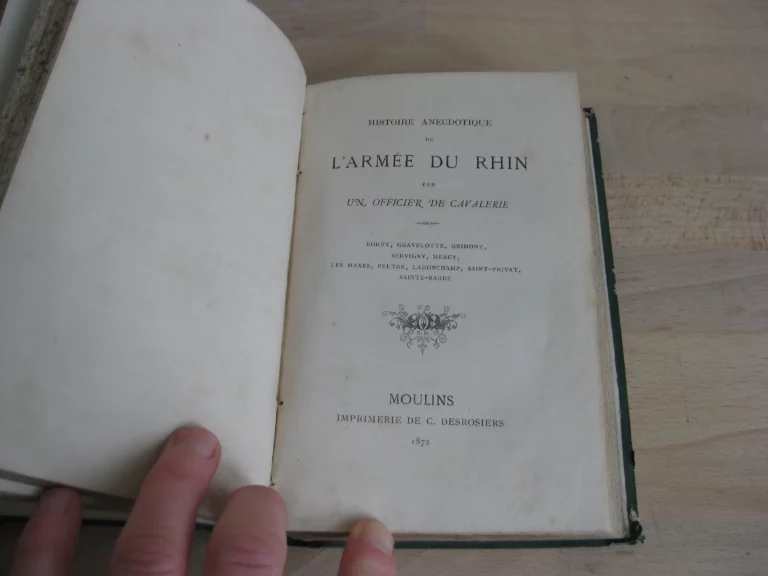 HISTOIRE ANECDOTIQUE
DE
L'ARMÉE DU RHIN
PAR
UN OFFICIER DE CAVALERIE
BORNY, GRAVELOTTE, GRIMONT,
SERVIGNY, MERCY,
LES MAXES, PELTRE, LADONCHAMP, SAINT-PRIVAT,
SAINTE-BARBE
MOULINS
IMPRIMERIE DE C. DESROSIERS
1872